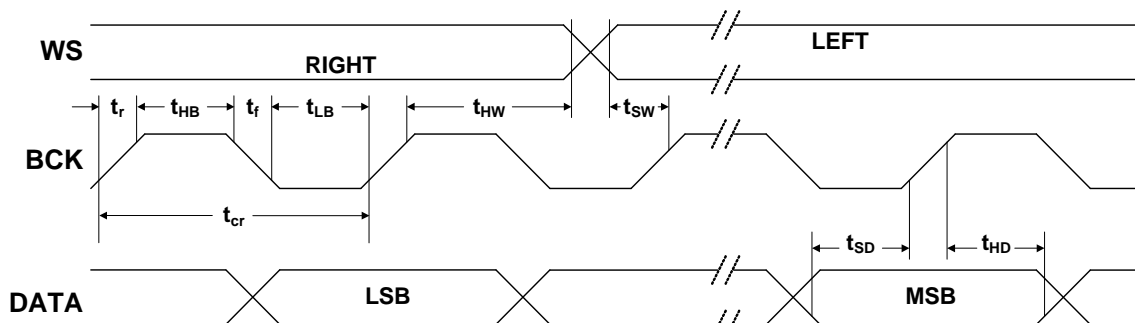 WS
RIGHT
LEFT
tr
tHB
tf
tLB
tHW
tSW
BCK
tcr
tSD
tHD
DATA
LSB
MSB